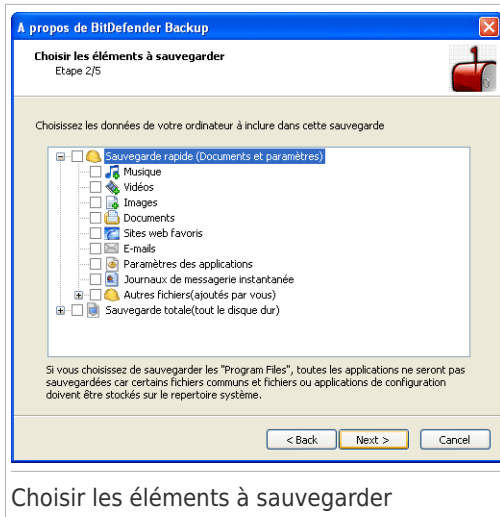 A propos de BitDefender Backup
Choisir les éléments à sauvegarder
Etape 2/5
Choisissez les données de votre ordinateur à inclure dans cette sauvegarde
Sauvegarde rapide (Documents et paramètres)
Musique
Vidéos
Images
Documents
Sites web favoris
E-mails
Paramètres des applications
Journaux de messagerie instantanée
Autres fichiers(ajoutés par vous)
Sauvegarde totale(tout le disque dur)
Si vous choisissez de sauvegarder les "Program Files", toutes les applications ne seront pas
sauvegardées car certains fichiers communs et fichiers ou applications de configuration
doivent être stockés sur le repertoire système.
< Back Next > Cancel
Choisir les éléments à sauvegarder